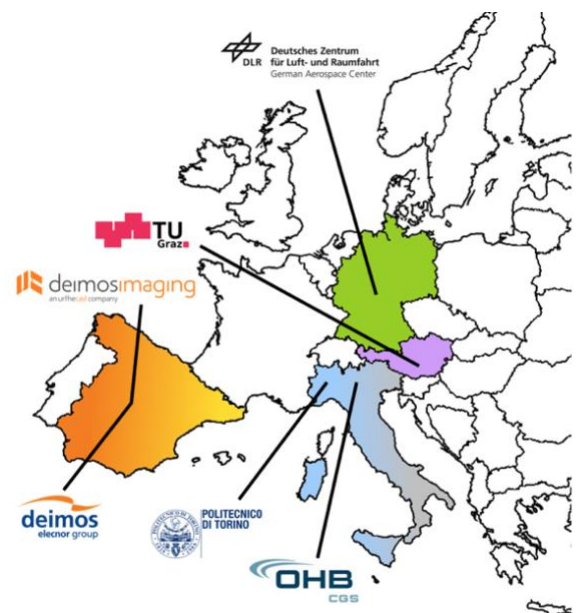 DLR
Deutsches Zentrum
für Luft- und Raumfahrt
German Aerospace Center
TU
Graz
deimosimaging
an urthecast company
deimos
elecnor group
POLITECNICO
DI TORINO
OHB
CGS